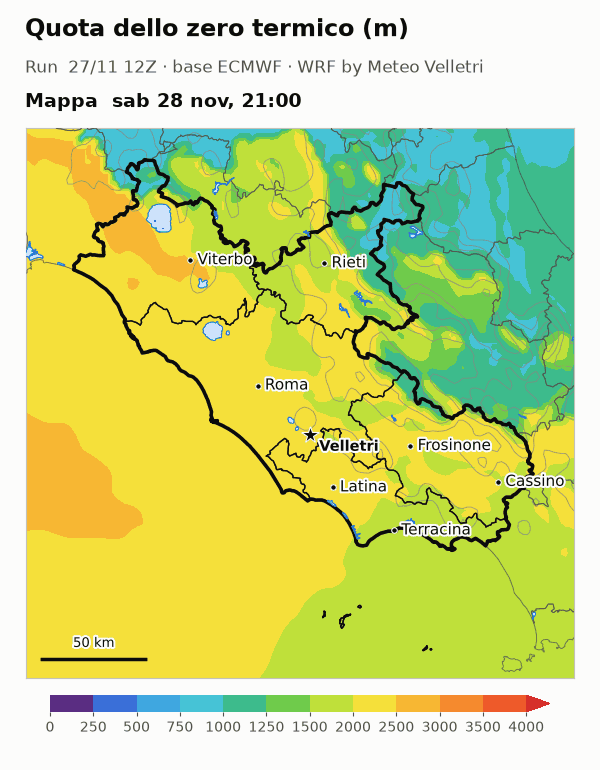 Quota dello zero termico (m)
Run  27/11 12Z · base ECMWF · WRF by Meteo Velletri
Mappa  sab 28 nov, 21:00
Viterbo
Rieti
Roma
Velletri
Frosinone
Cassino
Latina
Terracina
50 km
0 250 500 750 1000 1250 1500 2000 2500 3000 3500 4000